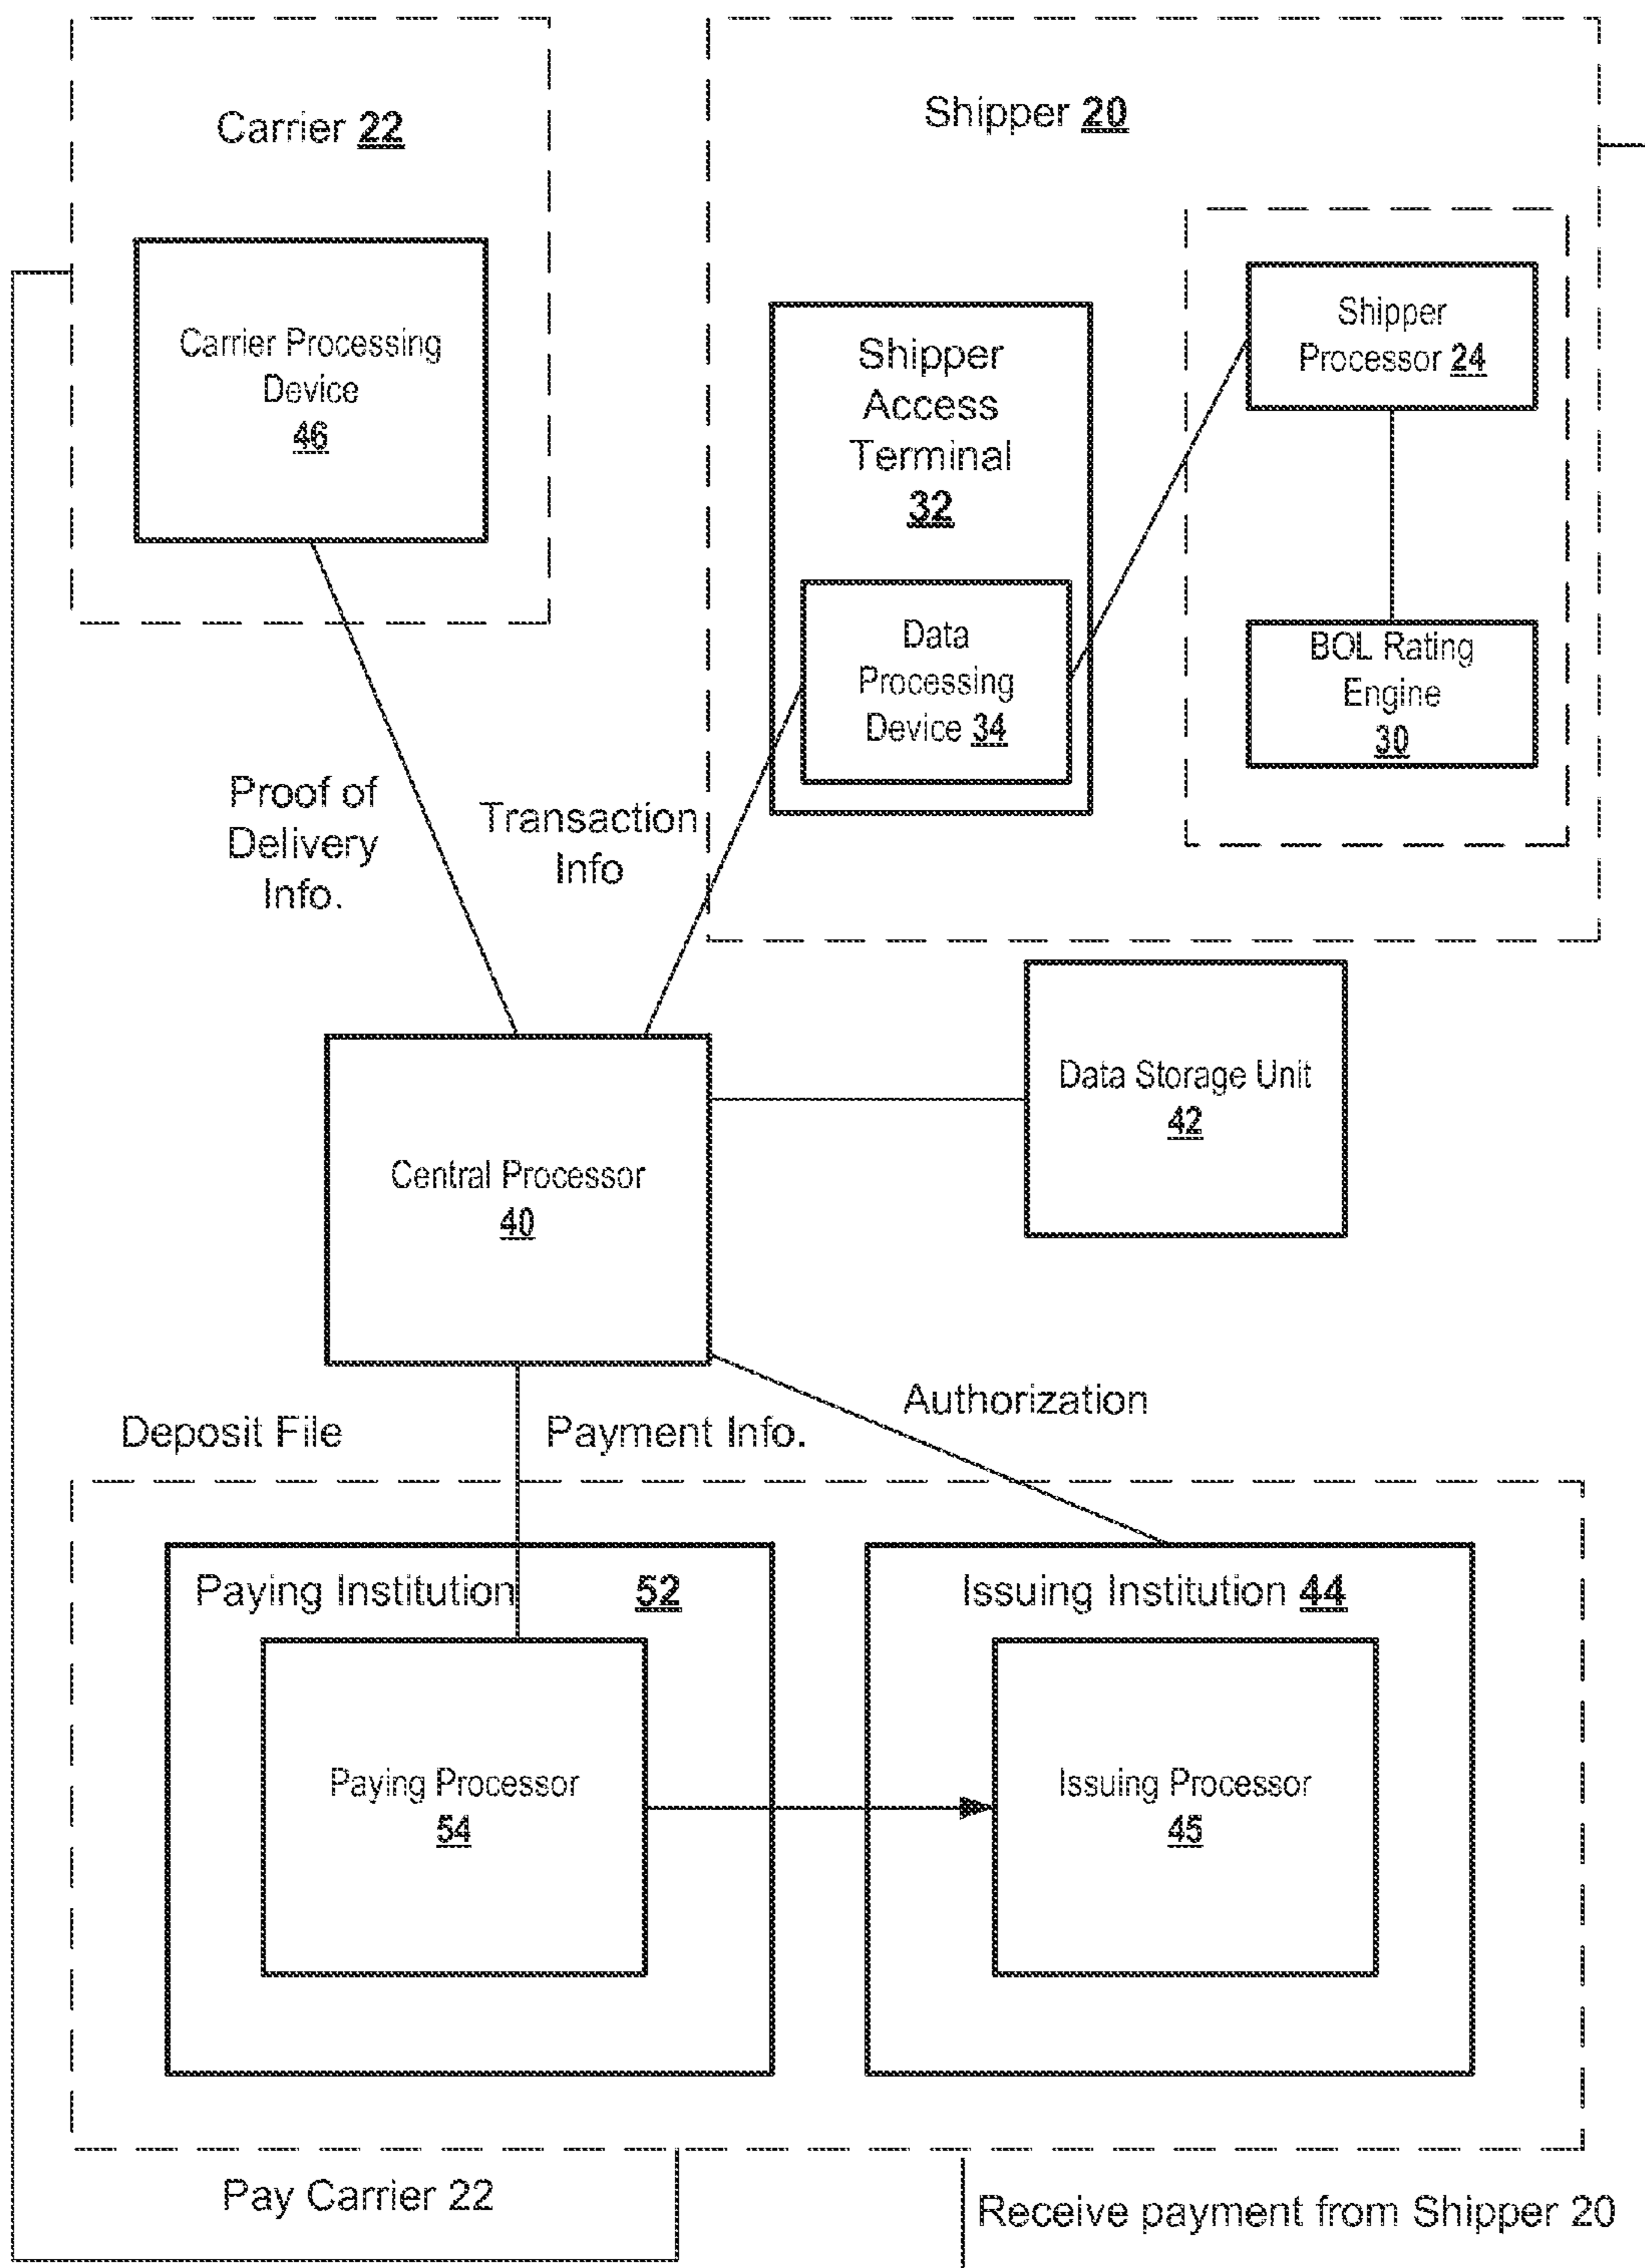 Carrier 22
Shipper 20
Carrier Processing
Device
46
Shipper
Access
Terminal
32
Shipper
Processor 24
Data
Processing
Device 34
BOL Rating
Engine
30
Proof of
Delivery
Info.
Transaction
Info
Data Storage Unit
42
Central Processor
40
Authorization
Deposit File
Payment Info.
Paying Institution 52
Issuing Institution 44
Paying Processor
54
Issuing Processor
45
Pay Carrier 22
Receive payment from Shipper 20